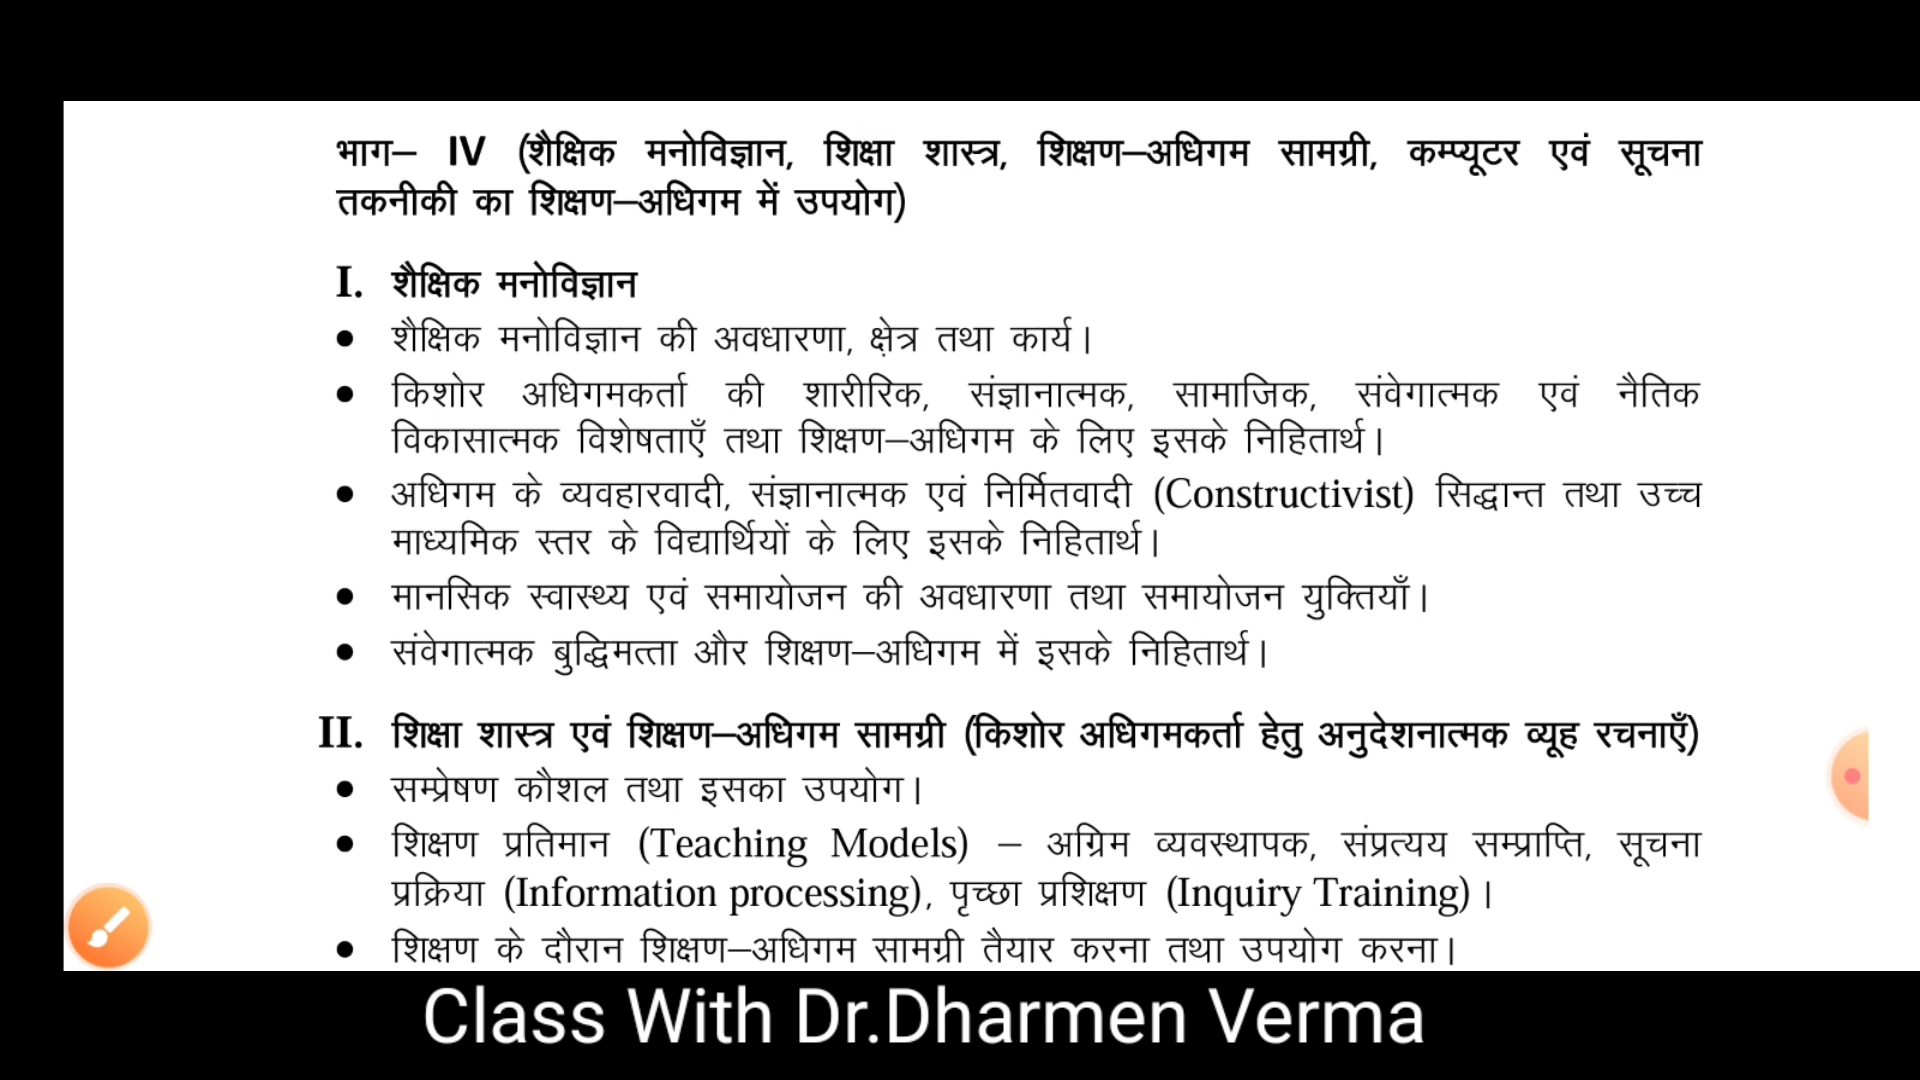 भाग– IV (शैक्षिक मनोविज्ञान, शिक्षा शास्त्र, शिक्षण–अधिगम सामग्री, कम्प्यूटर एवं सूचना
तकनीकी का शिक्षण–अधिगम में उपयोग)
I. शैक्षिक मनोविज्ञान
● शैक्षिक मनोविज्ञान की अवधारणा, क्षेत्र तथा कार्य।
● किशोर अधिगमकर्ता की शारीरिक, संज्ञानात्मक, सामाजिक, संवेगात्मक एवं नैतिक
विकासात्मक विशेषताएँ तथा शिक्षण–अधिगम के लिए इसके निहितार्थ।
● अधिगम के व्यवहारवादी, संज्ञानात्मक एवं निर्मितवादी (Constructivist) सिद्धान्त तथा उच्च
माध्यमिक स्तर के विद्यार्थियों के लिए इसके निहितार्थ।
● मानसिक स्वास्थ्य एवं समायोजन की अवधारणा तथा समायोजन युक्तियाँ।
● संवेगात्मक बुद्धिमत्ता और शिक्षण–अधिगम में इसके निहितार्थ।
II. शिक्षा शास्त्र एवं शिक्षण–अधिगम सामग्री (किशोर अधिगमकर्ता हेतु अनुदेशनात्मक व्यूह रचनाएँ)
● सम्प्रेषण कौशल तथा इसका उपयोग।
● शिक्षण प्रतिमान (Teaching Models) – अग्रिम व्यवस्थापक, संप्रत्यय सम्प्राप्ति, सूचना
प्रक्रिया (Information processing), पृच्छा प्रशिक्षण (Inquiry Training)।
● शिक्षण के दौरान शिक्षण–अधिगम सामग्री तैयार करना तथा उपयोग करना।
Class With Dr.Dharmen Verma